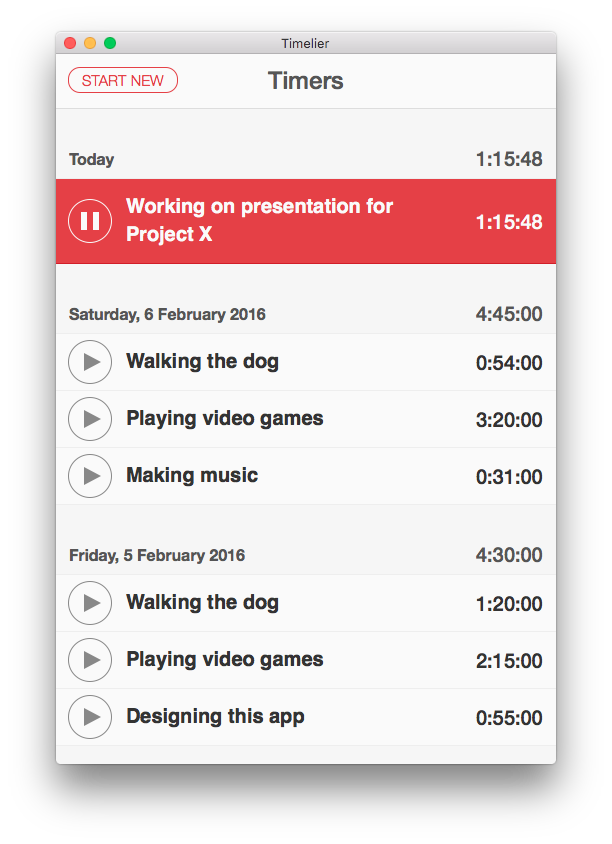 Timelier
START NEW
Timers
Today 1:15:48
Working on presentation for
Project X
1:15:48
Saturday, 6 February 2016 4:45:00
Walking the dog 0:54:00
Playing video games 3:20:00
Making music 0:31:00
Friday, 5 February 2016 4:30:00
Walking the dog 1:20:00
Playing video games 2:15:00
Designing this app 0:55:00